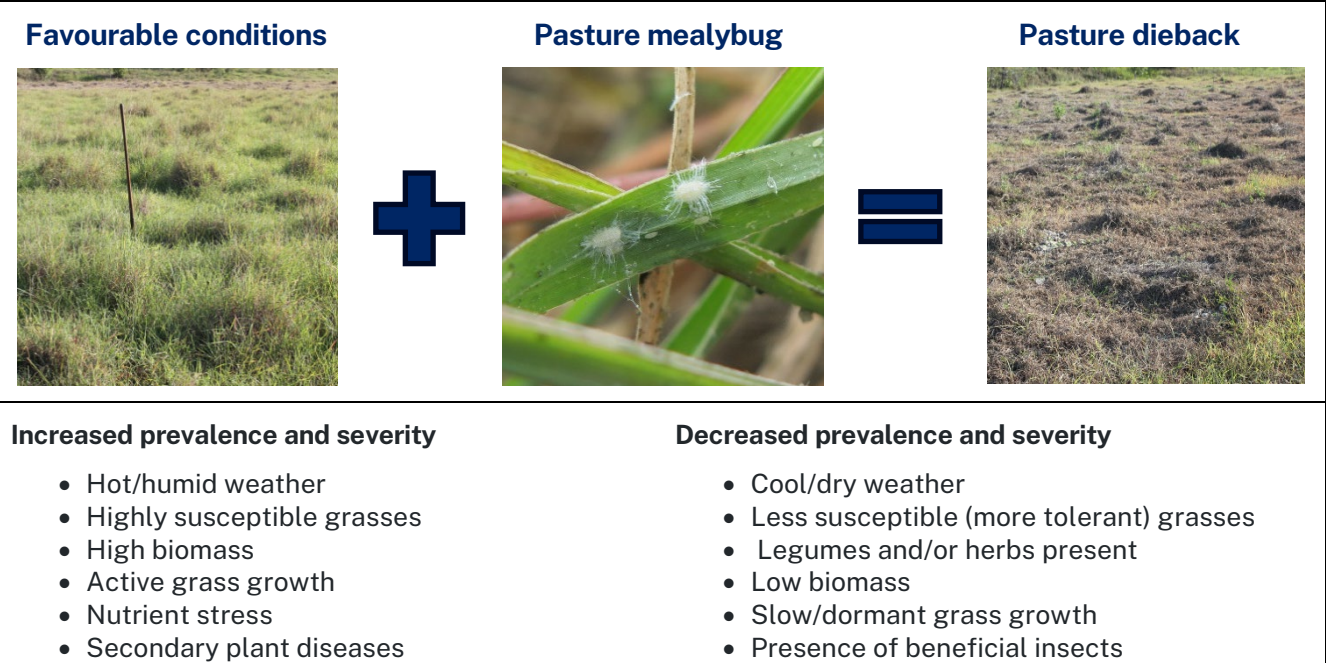 Favourable conditions
Pasture mealybug
Pasture dieback
Increased prevalence and severity
• Hot/humid weather
• Highly susceptible grasses
• High biomass
• Active grass growth
• Nutrient stress
• Secondary plant diseases
Decreased prevalence and severity
• Cool/dry weather
• Less susceptible (more tolerant) grasses
• Legumes and/or herbs present
• Low biomass
• Slow/dormant grass growth
• Presence of beneficial insects